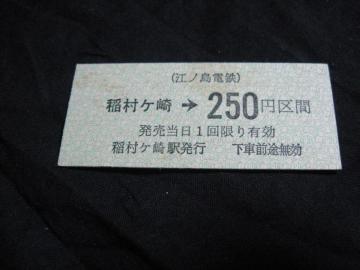 (江ノ島電鉄)
稲村ケ崎 → 250円区間
発売当日1回限り有効
稲村ケ崎駅発行 下車前途無効